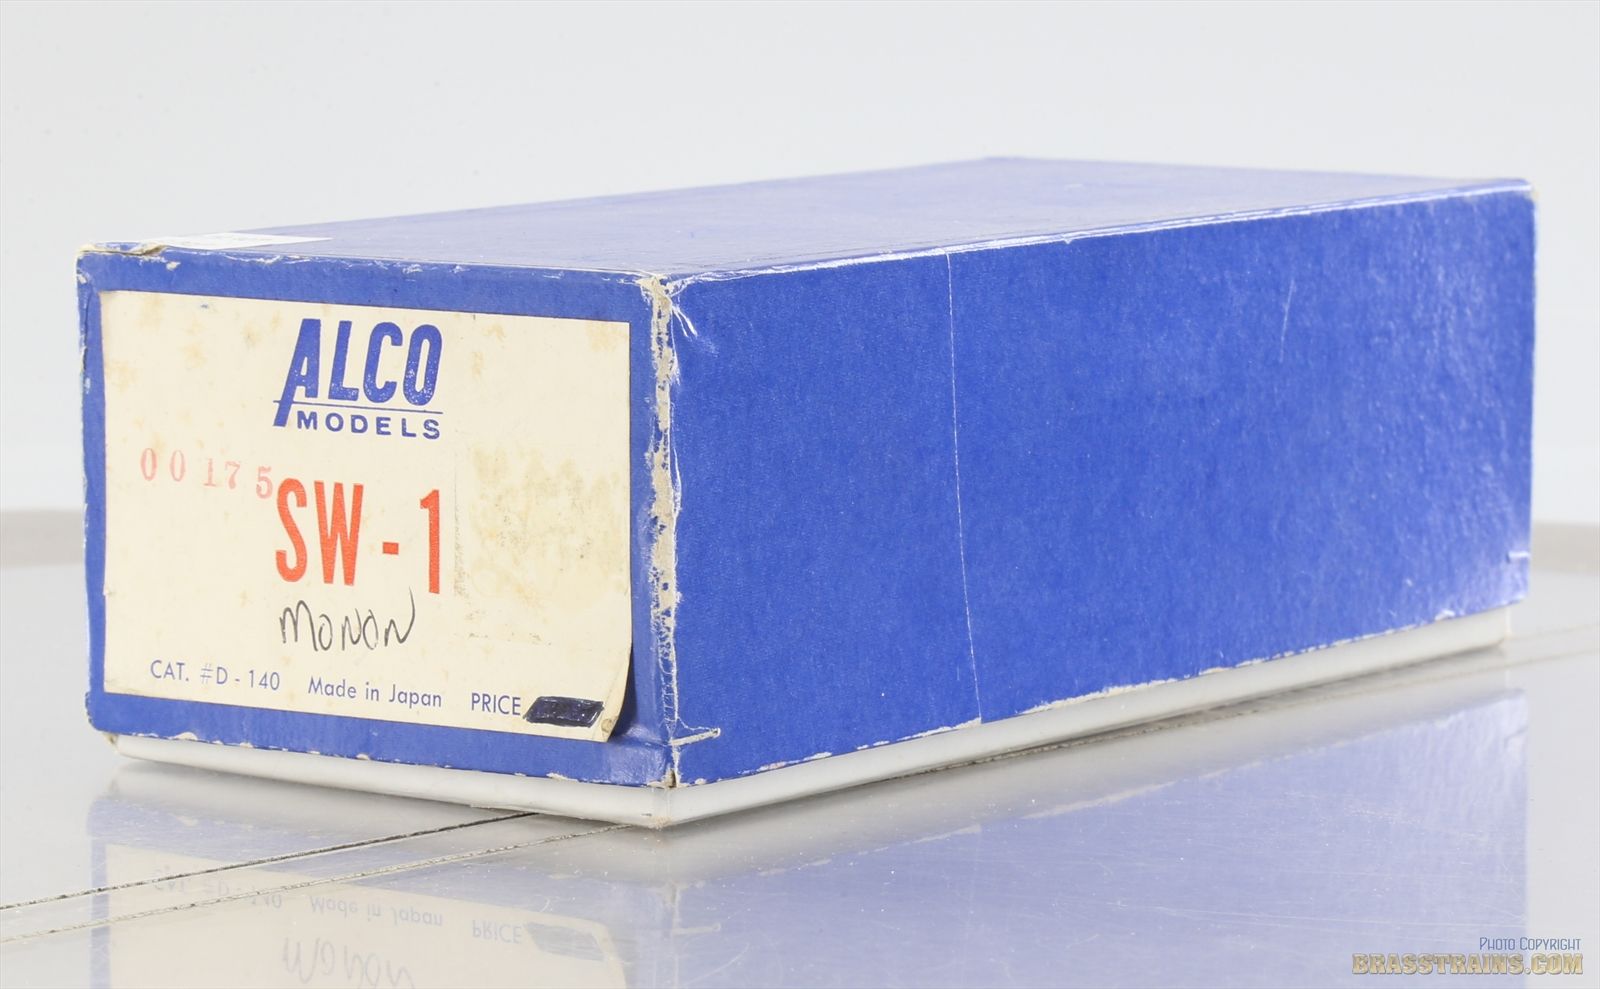 ALCO
MODELS
00175
SW-1
MONON
CAT. #D-140 Made in Japan PRICE
PHOTO COPYRIGHT
BRASSTRAINS.COM